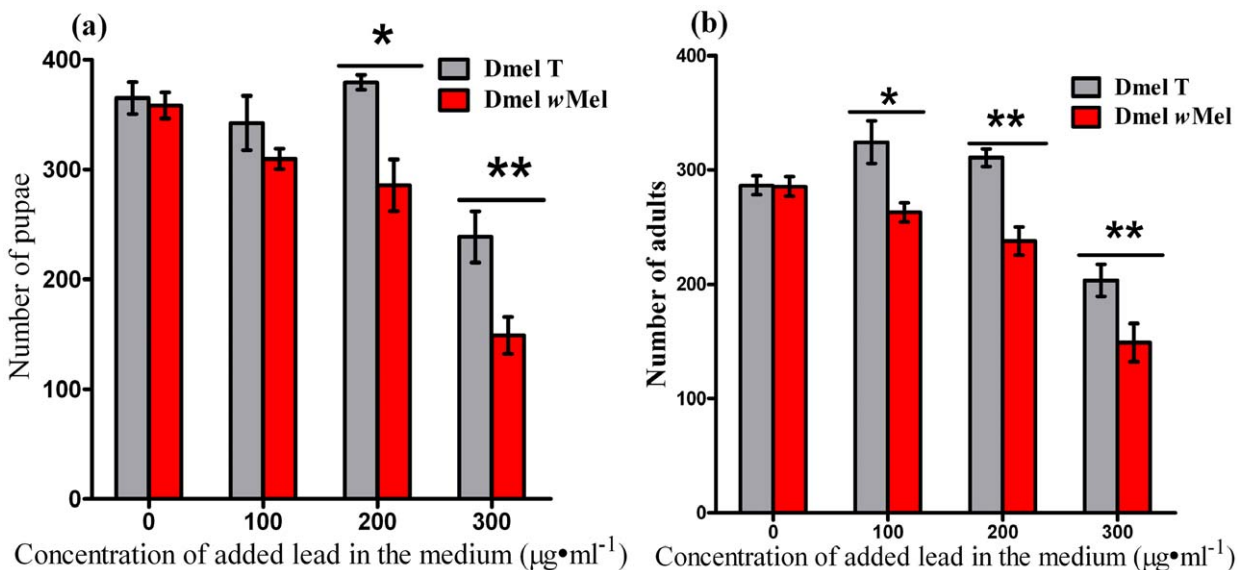 (a)
Number of pupae
400
300
200
100
0
*
**
Dmel T
Dmel wMel
0 100 200 300
Concentration of added lead in the medium (μg•ml-1)
(b)
Number of adults
400
300
200
100
0
*
**
**
Dmel T
Dmel wMel
0 100 200 300
Concentration of added lead in the medium (μg•ml-1)